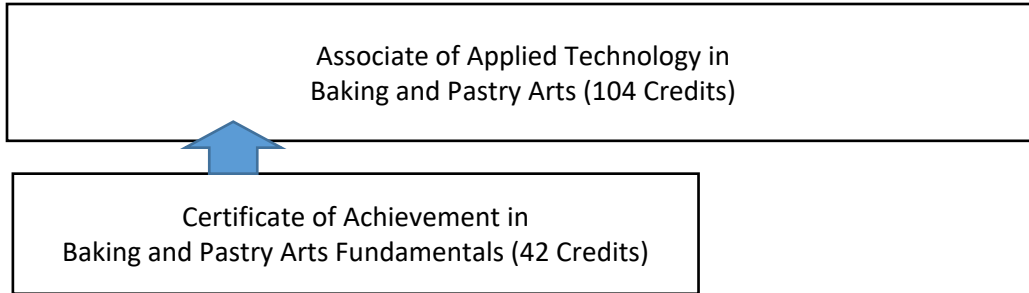 Associate of Applied Technology in
Baking and Pastry Arts (104 Credits)
Certificate of Achievement in
Baking and Pastry Arts Fundamentals (42 Credits)